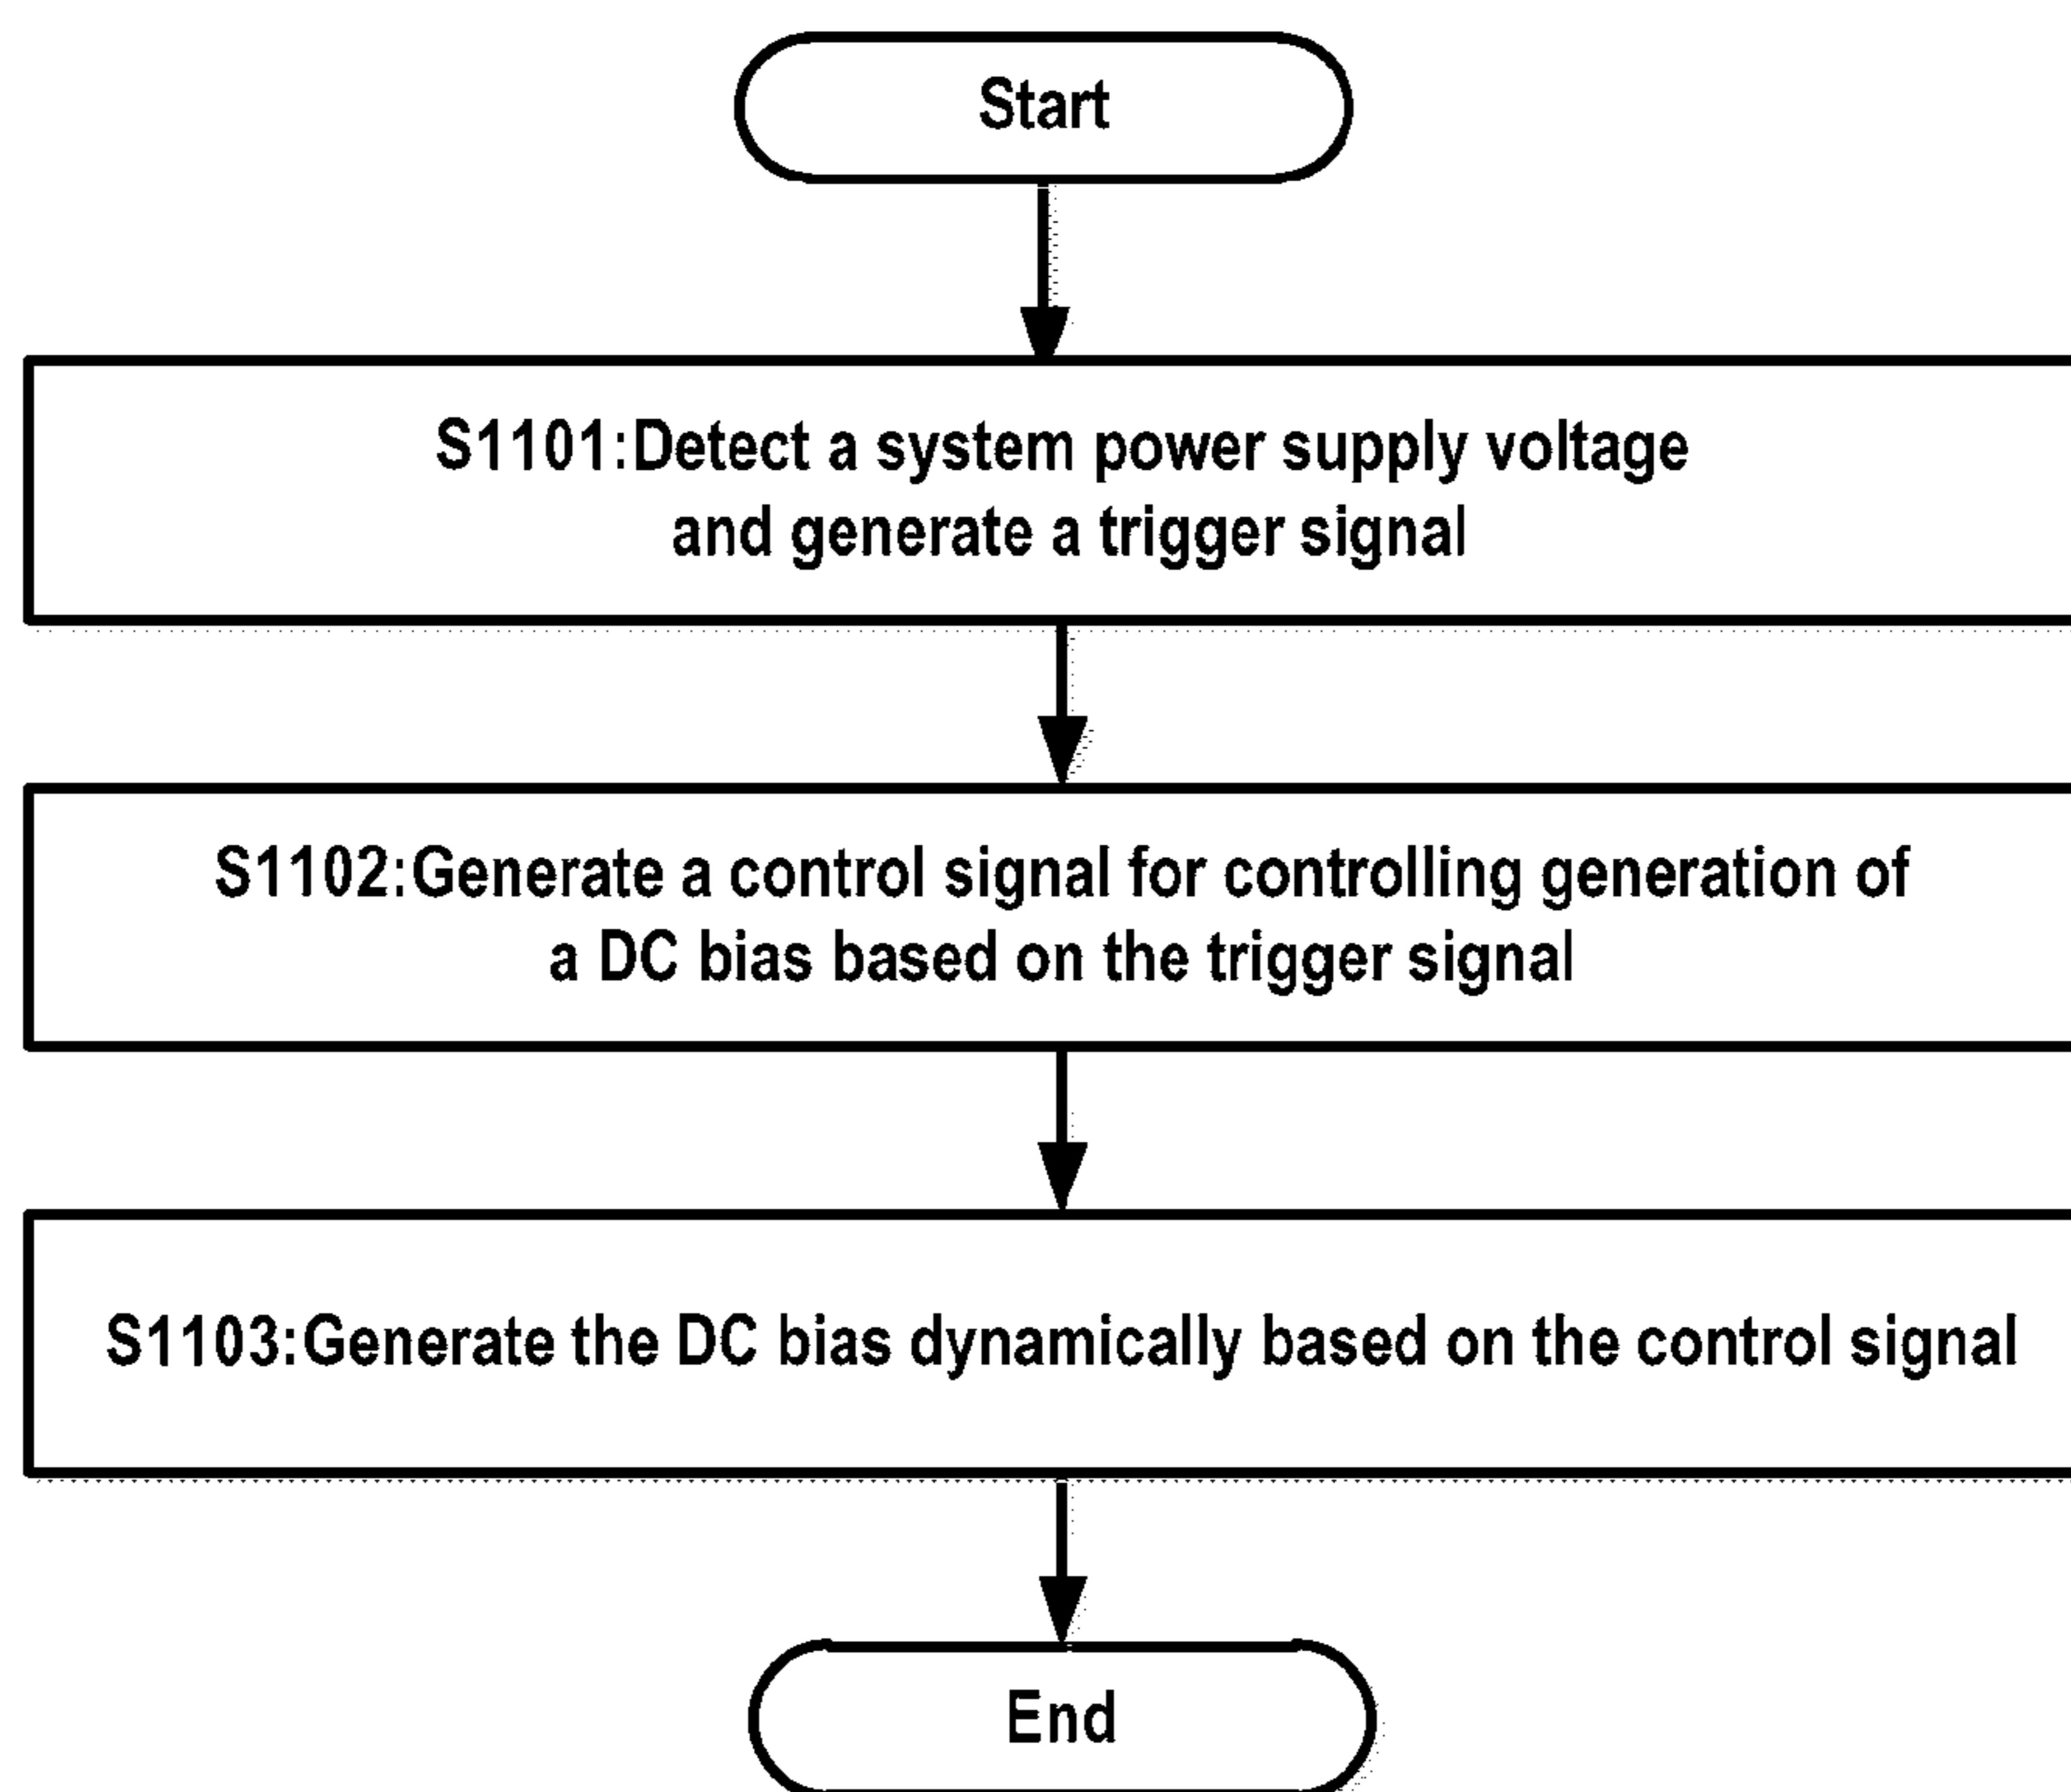 Start
S1101:Detect a system power supply voltage
and generate a trigger signal
S1102:Generate a control signal for controlling generation of
a DC bias based on the trigger signal
S1103:Generate the DC bias dynamically based on the control signal
End